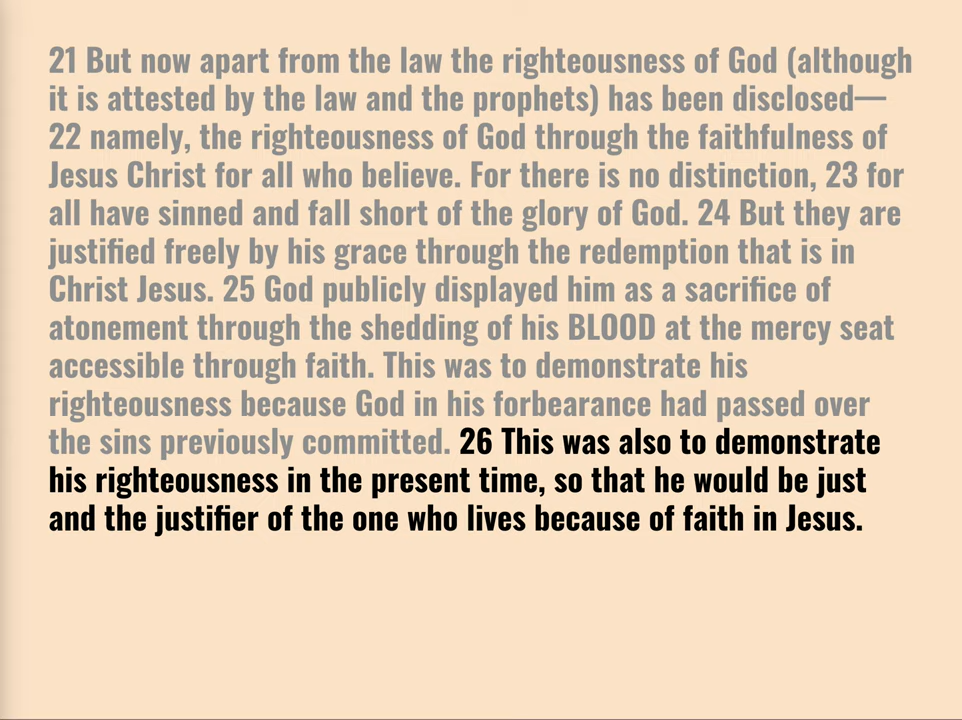 21 But now apart from the law the righteousness of God (although
it is attested by the law and the prophets) has been disclosed—
22 namely, the righteousness of God through the faithfulness of
Jesus Christ for all who believe. For there is no distinction, 23 for
all have sinned and fall short of the glory of God. 24 But they are
justified freely by his grace through the redemption that is in
Christ Jesus. 25 God publicly displayed him as a sacrifice of
atonement through the shedding of his BLOOD at the mercy seat
accessible through faith. This was to demonstrate his
righteousness because God in his forbearance had passed over
the sins previously committed. 26 This was also to demonstrate
his righteousness in the present time, so that he would be just
and the justifier of the one who lives because of faith in Jesus.